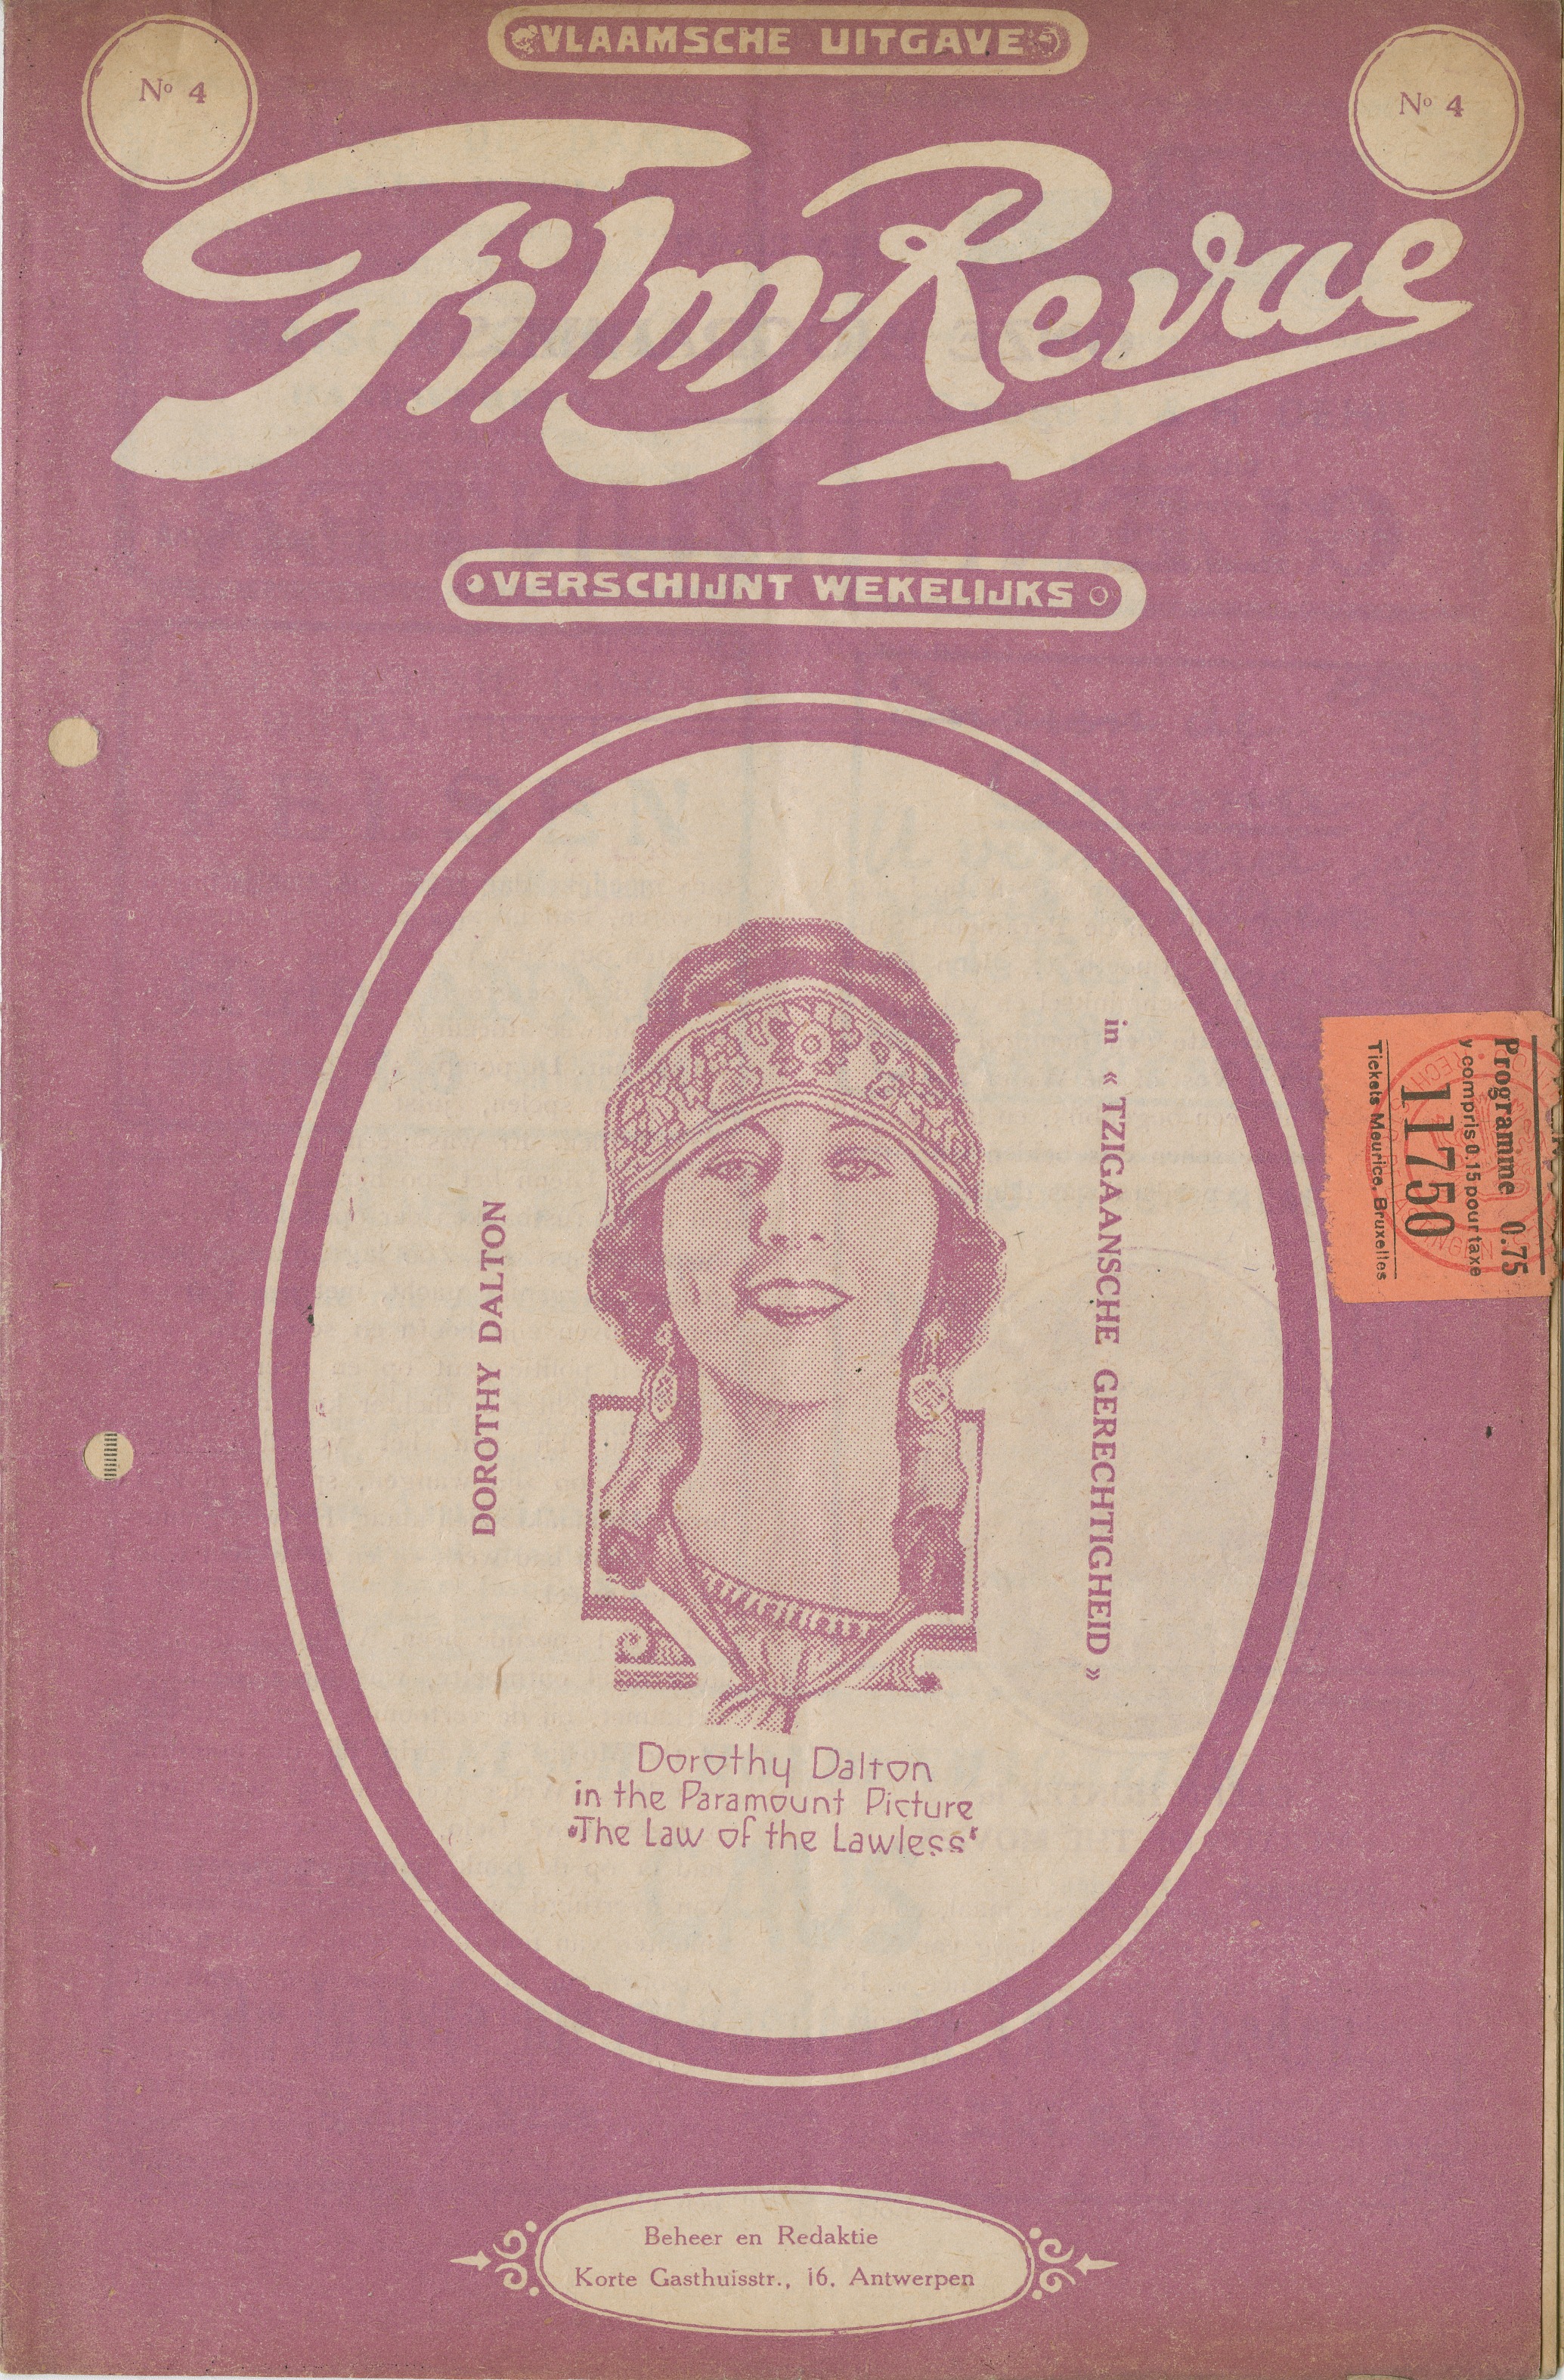 VLAAMSCHE UITGAVE
Nº 4
Nº 4
Film-Revue
VERSCHIJNT WEKELIJKS
DOROTHY DALTON
in « TZIGAANSCHE GERECHTIGHEID »
Programme 0.75
y compris 0.15 pour taxe
11750
Tickets Meurice, Bruxelles
Dorothy Dalton
in the Paramount Picture
"The Law of the Lawless"
Beheer en Redaktie
Korte Gasthuisstr., 16, Antwerpen